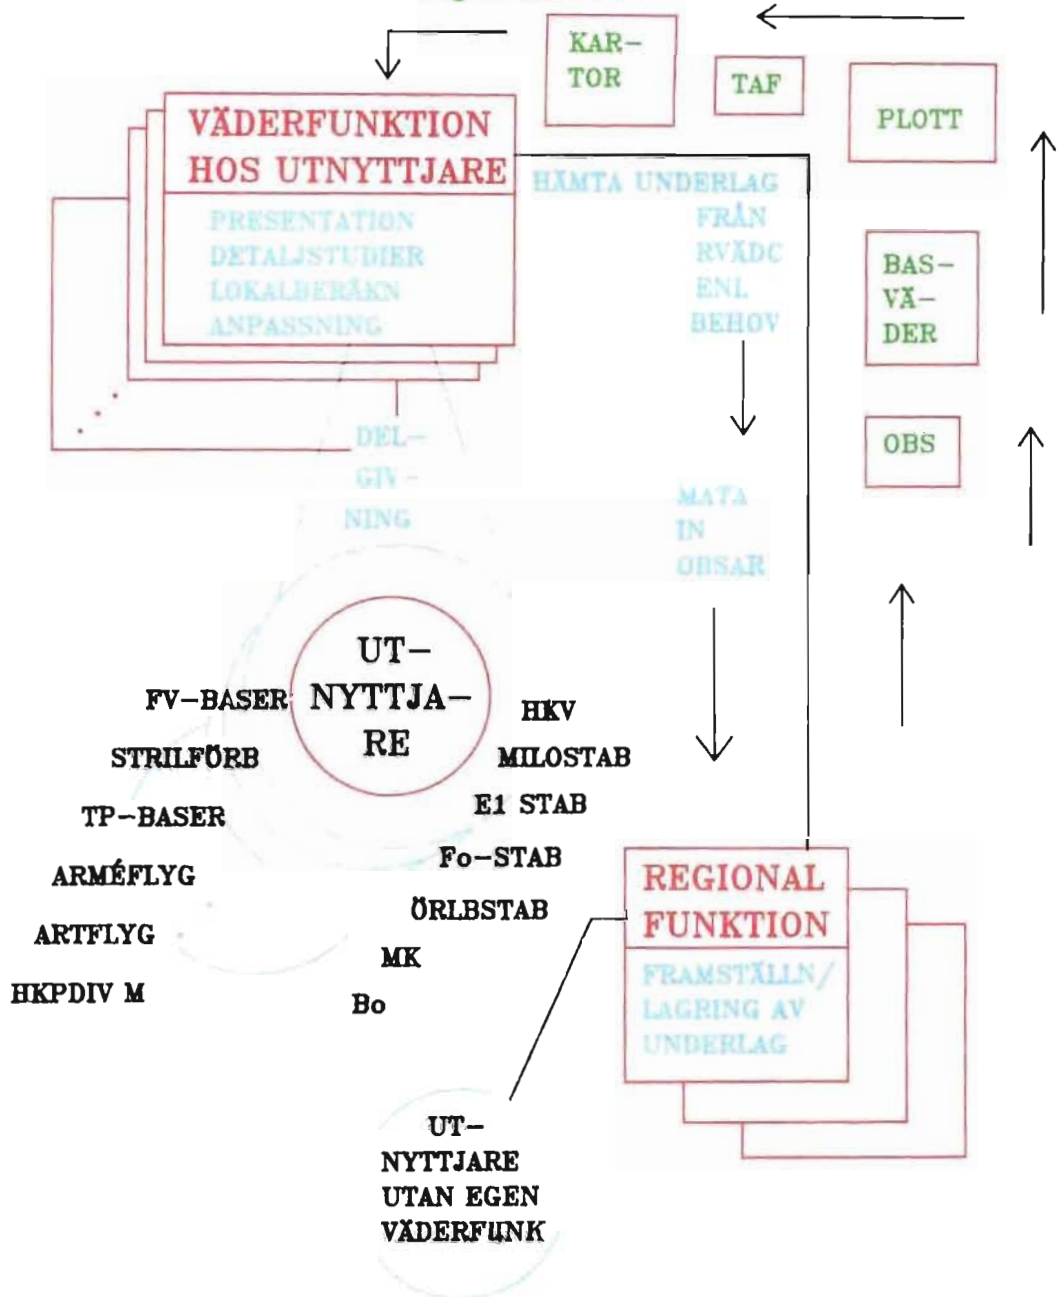 KAR-
TOR
TAF
PLOTT
VÄDERFUNKTION
HOS UTNYTTJARE
PRESENTATION
DETALJSTUDIER
LOKALBERÄKN
ANPASSNING
HÄMTA UNDERLAG
FRÅN
RVÄDC
ENL
BEHOV
BAS-
VÄ-
DER
OBS
DEL-
GIV-
NING
MATA
IN
OBSAR
UT-
NYTTJA-
RE
FV-BASER
STRILFÖRB
TP-BASER
ARMÉFLYG
ARTFLYG
HKPDIV M
HKV
MILOSTAB
E1 STAB
Fo-STAB
ÖRLBSTAB
MK
Bo
REGIONAL
FUNKTION
FRAMSTÄLLN/
LAGRING AV
UNDERLAG
UT-
NYTTJARE
UTAN EGEN
VÄDERFUNK